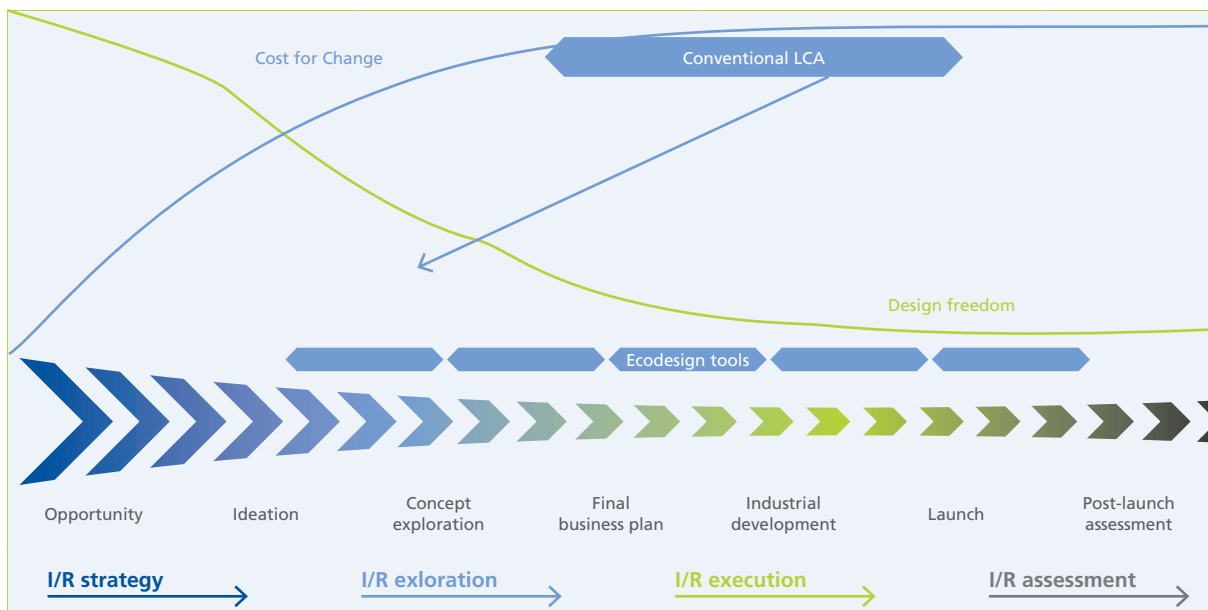 Cost for Change
Conventional LCA
Design freedom
Ecodesign tools
Opportunity
Ideation
Concept
exploration
Final
business plan
Industrial
development
Launch
Post-launch
assessment
I/R strategy
I/R exloration
I/R execution
I/R assessment